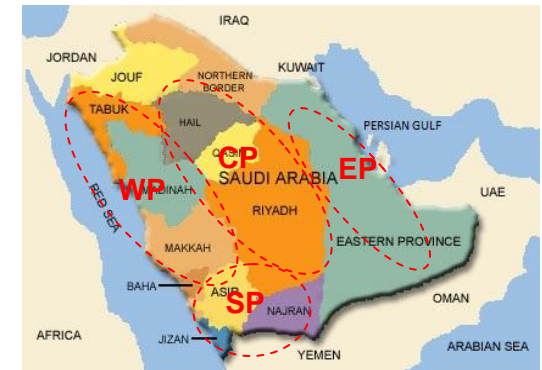 IRAQ
JORDAN
JOUF
NORTHERN
BORDER
KUWAIT
TABUK
HAIL
PERSIAN GULF
QASIM
CP
EP
WP
MADINAH
SAUDI ARABIA
UAE
RED SEA
RIYADH
MAKKAH
EASTERN PROVINCE
BAHA
ASIR
SP
NAJRAN
OMAN
AFRICA
JIZAN
YEMEN
ARABIAN SEA